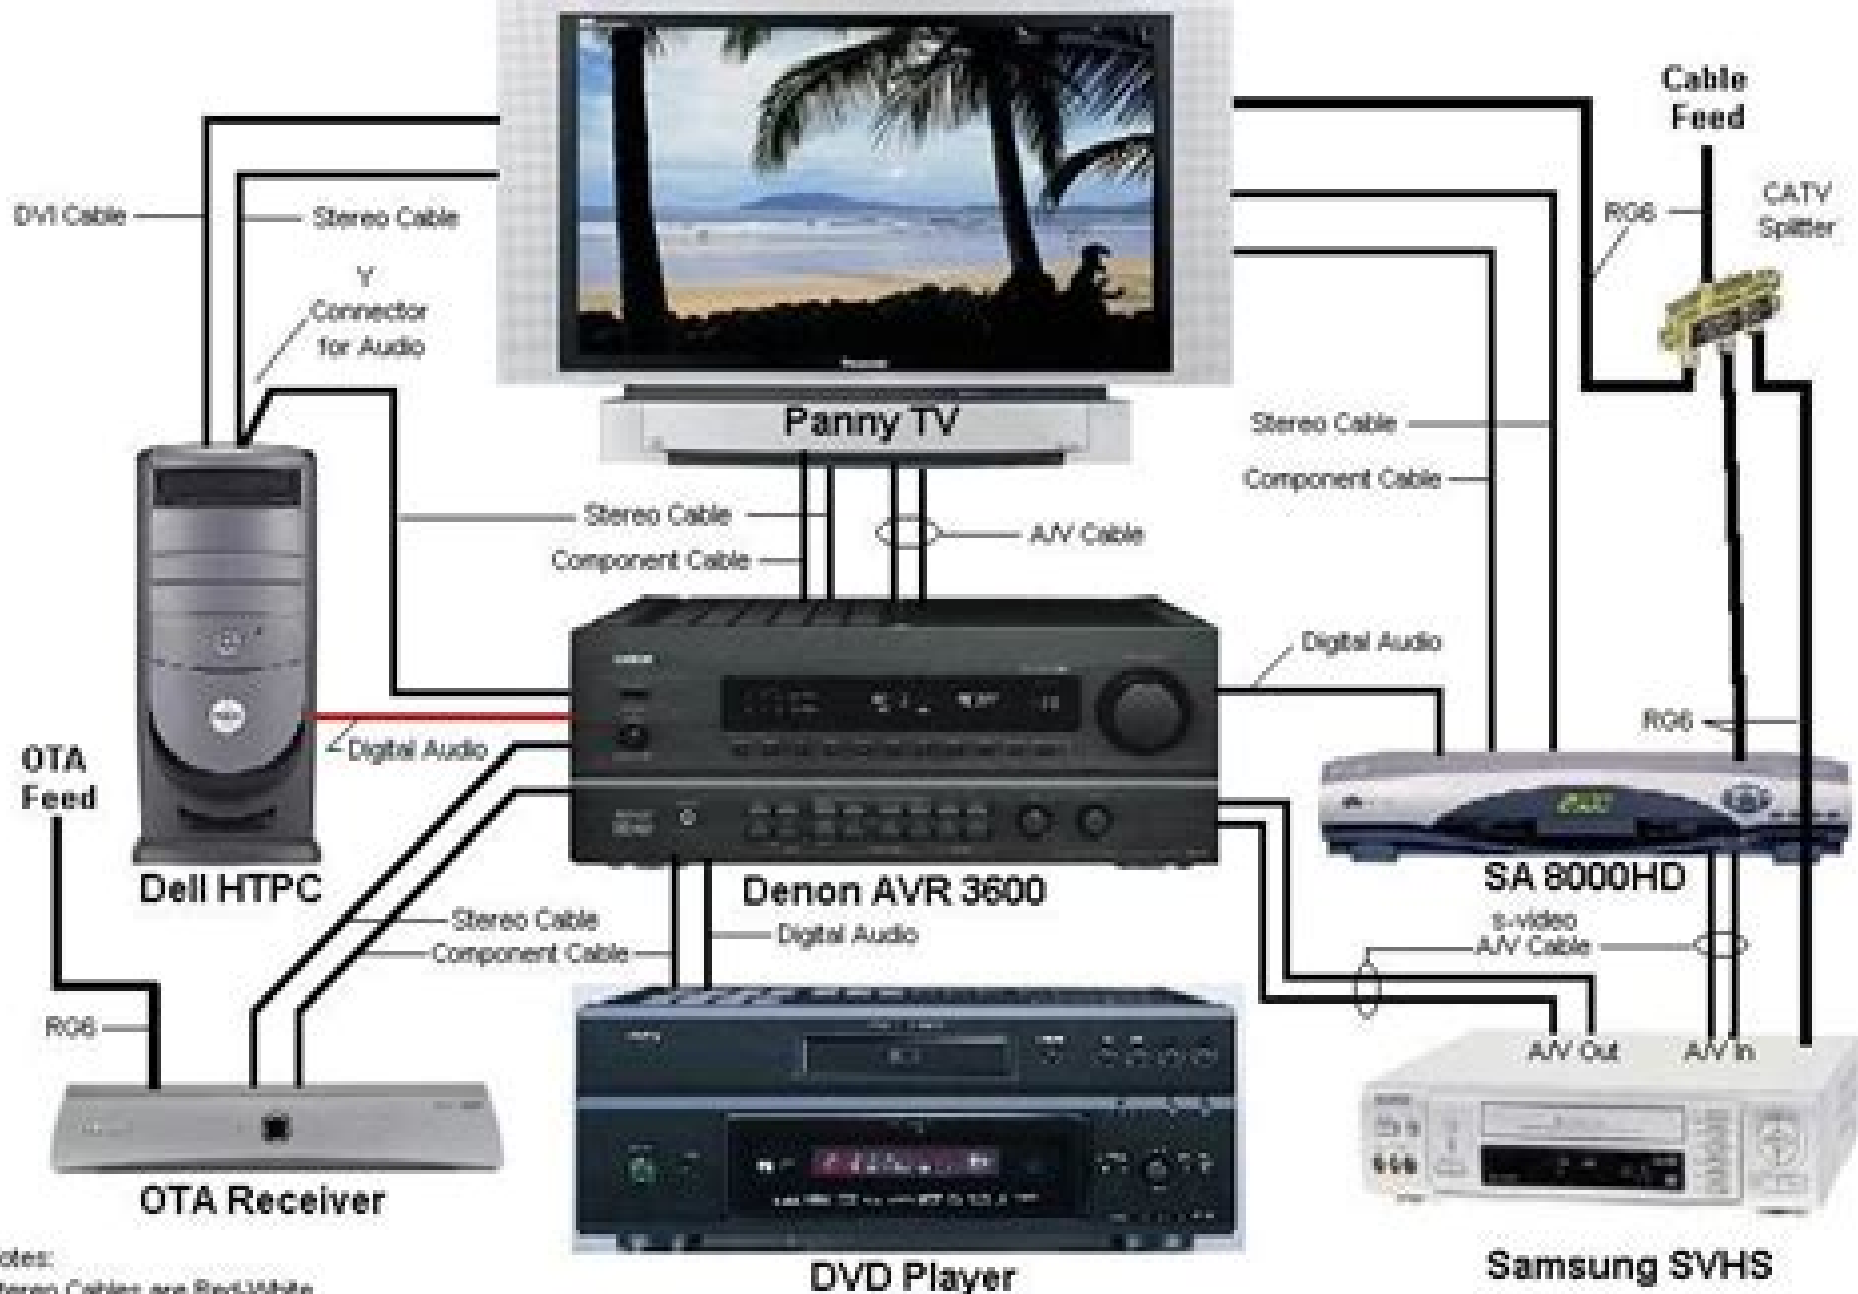 Cable
Feed
CATV
Splitter
RG6
DVI Cable
Stereo Cable
Y
Connector
for Audio
Panny TV
Stereo Cable
Component Cable
Stereo Cable
Component Cable
A/V Cable
Digital Audio
RG6
Digital Audio
OTA
Feed
Dell HTPC
Denon AVR 3600
SA 8000HD
Stereo Cable
Component Cable
Digital Audio
s-video
A/V Cable
RG6
A/V Out
A/V In
OTA Receiver
DVD Player
Samsung SVHS
otes:
tereo Cables are Red-White